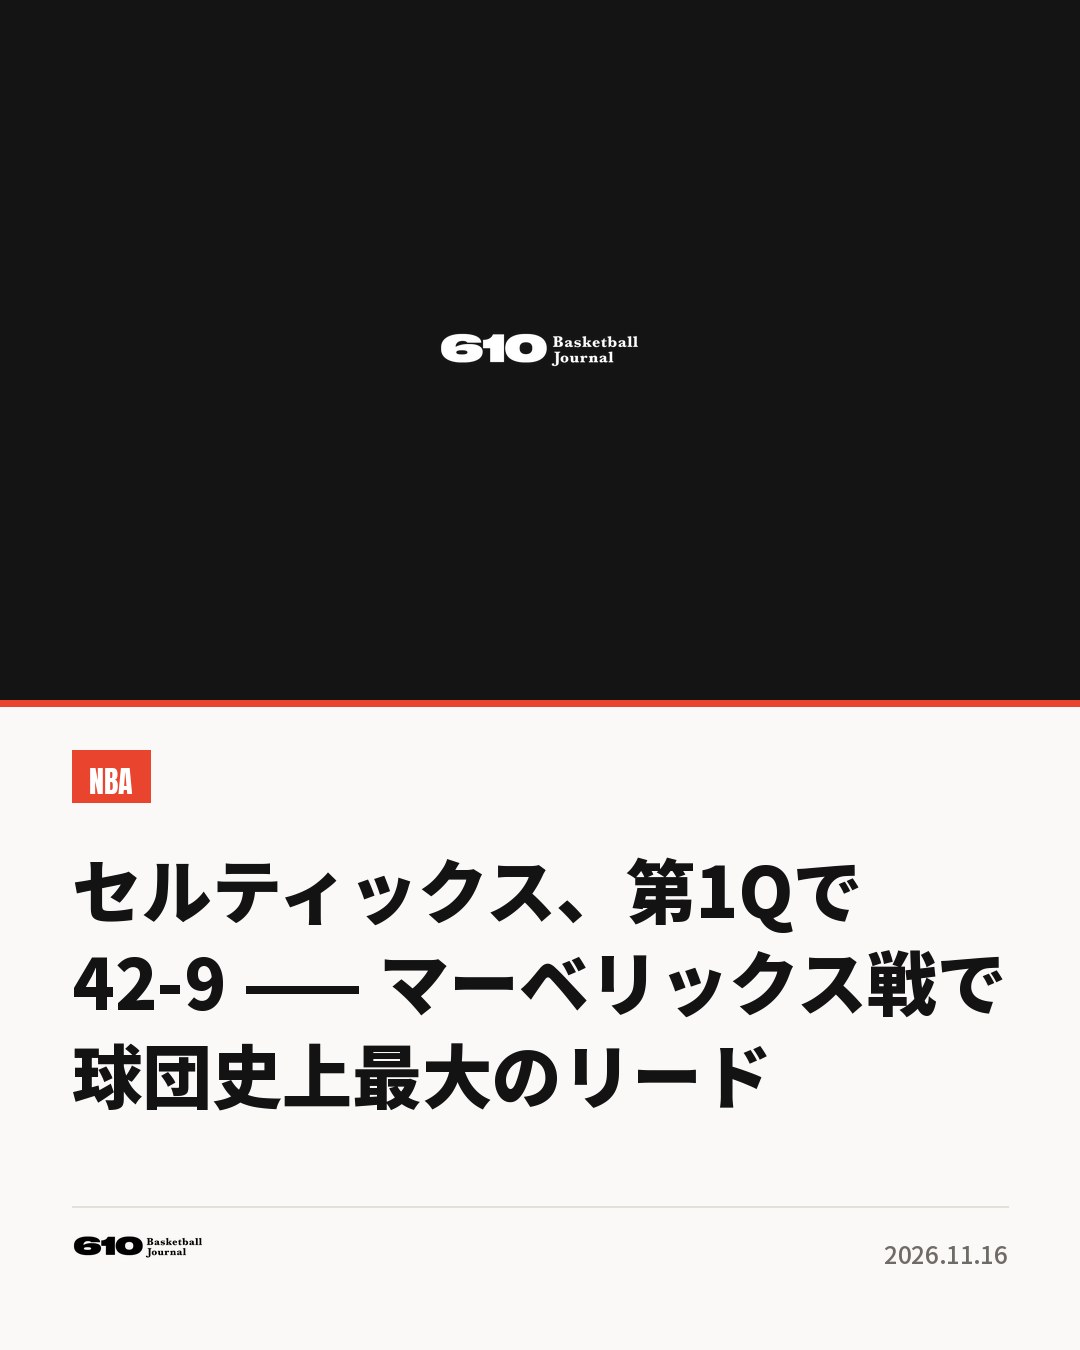 610 Basketball
Journal
NBA
セルティックス、第1Qで
42-9 —— マーベリックス戦で
球団史上最大のリード
610 Basketball
Journal
2026.11.16